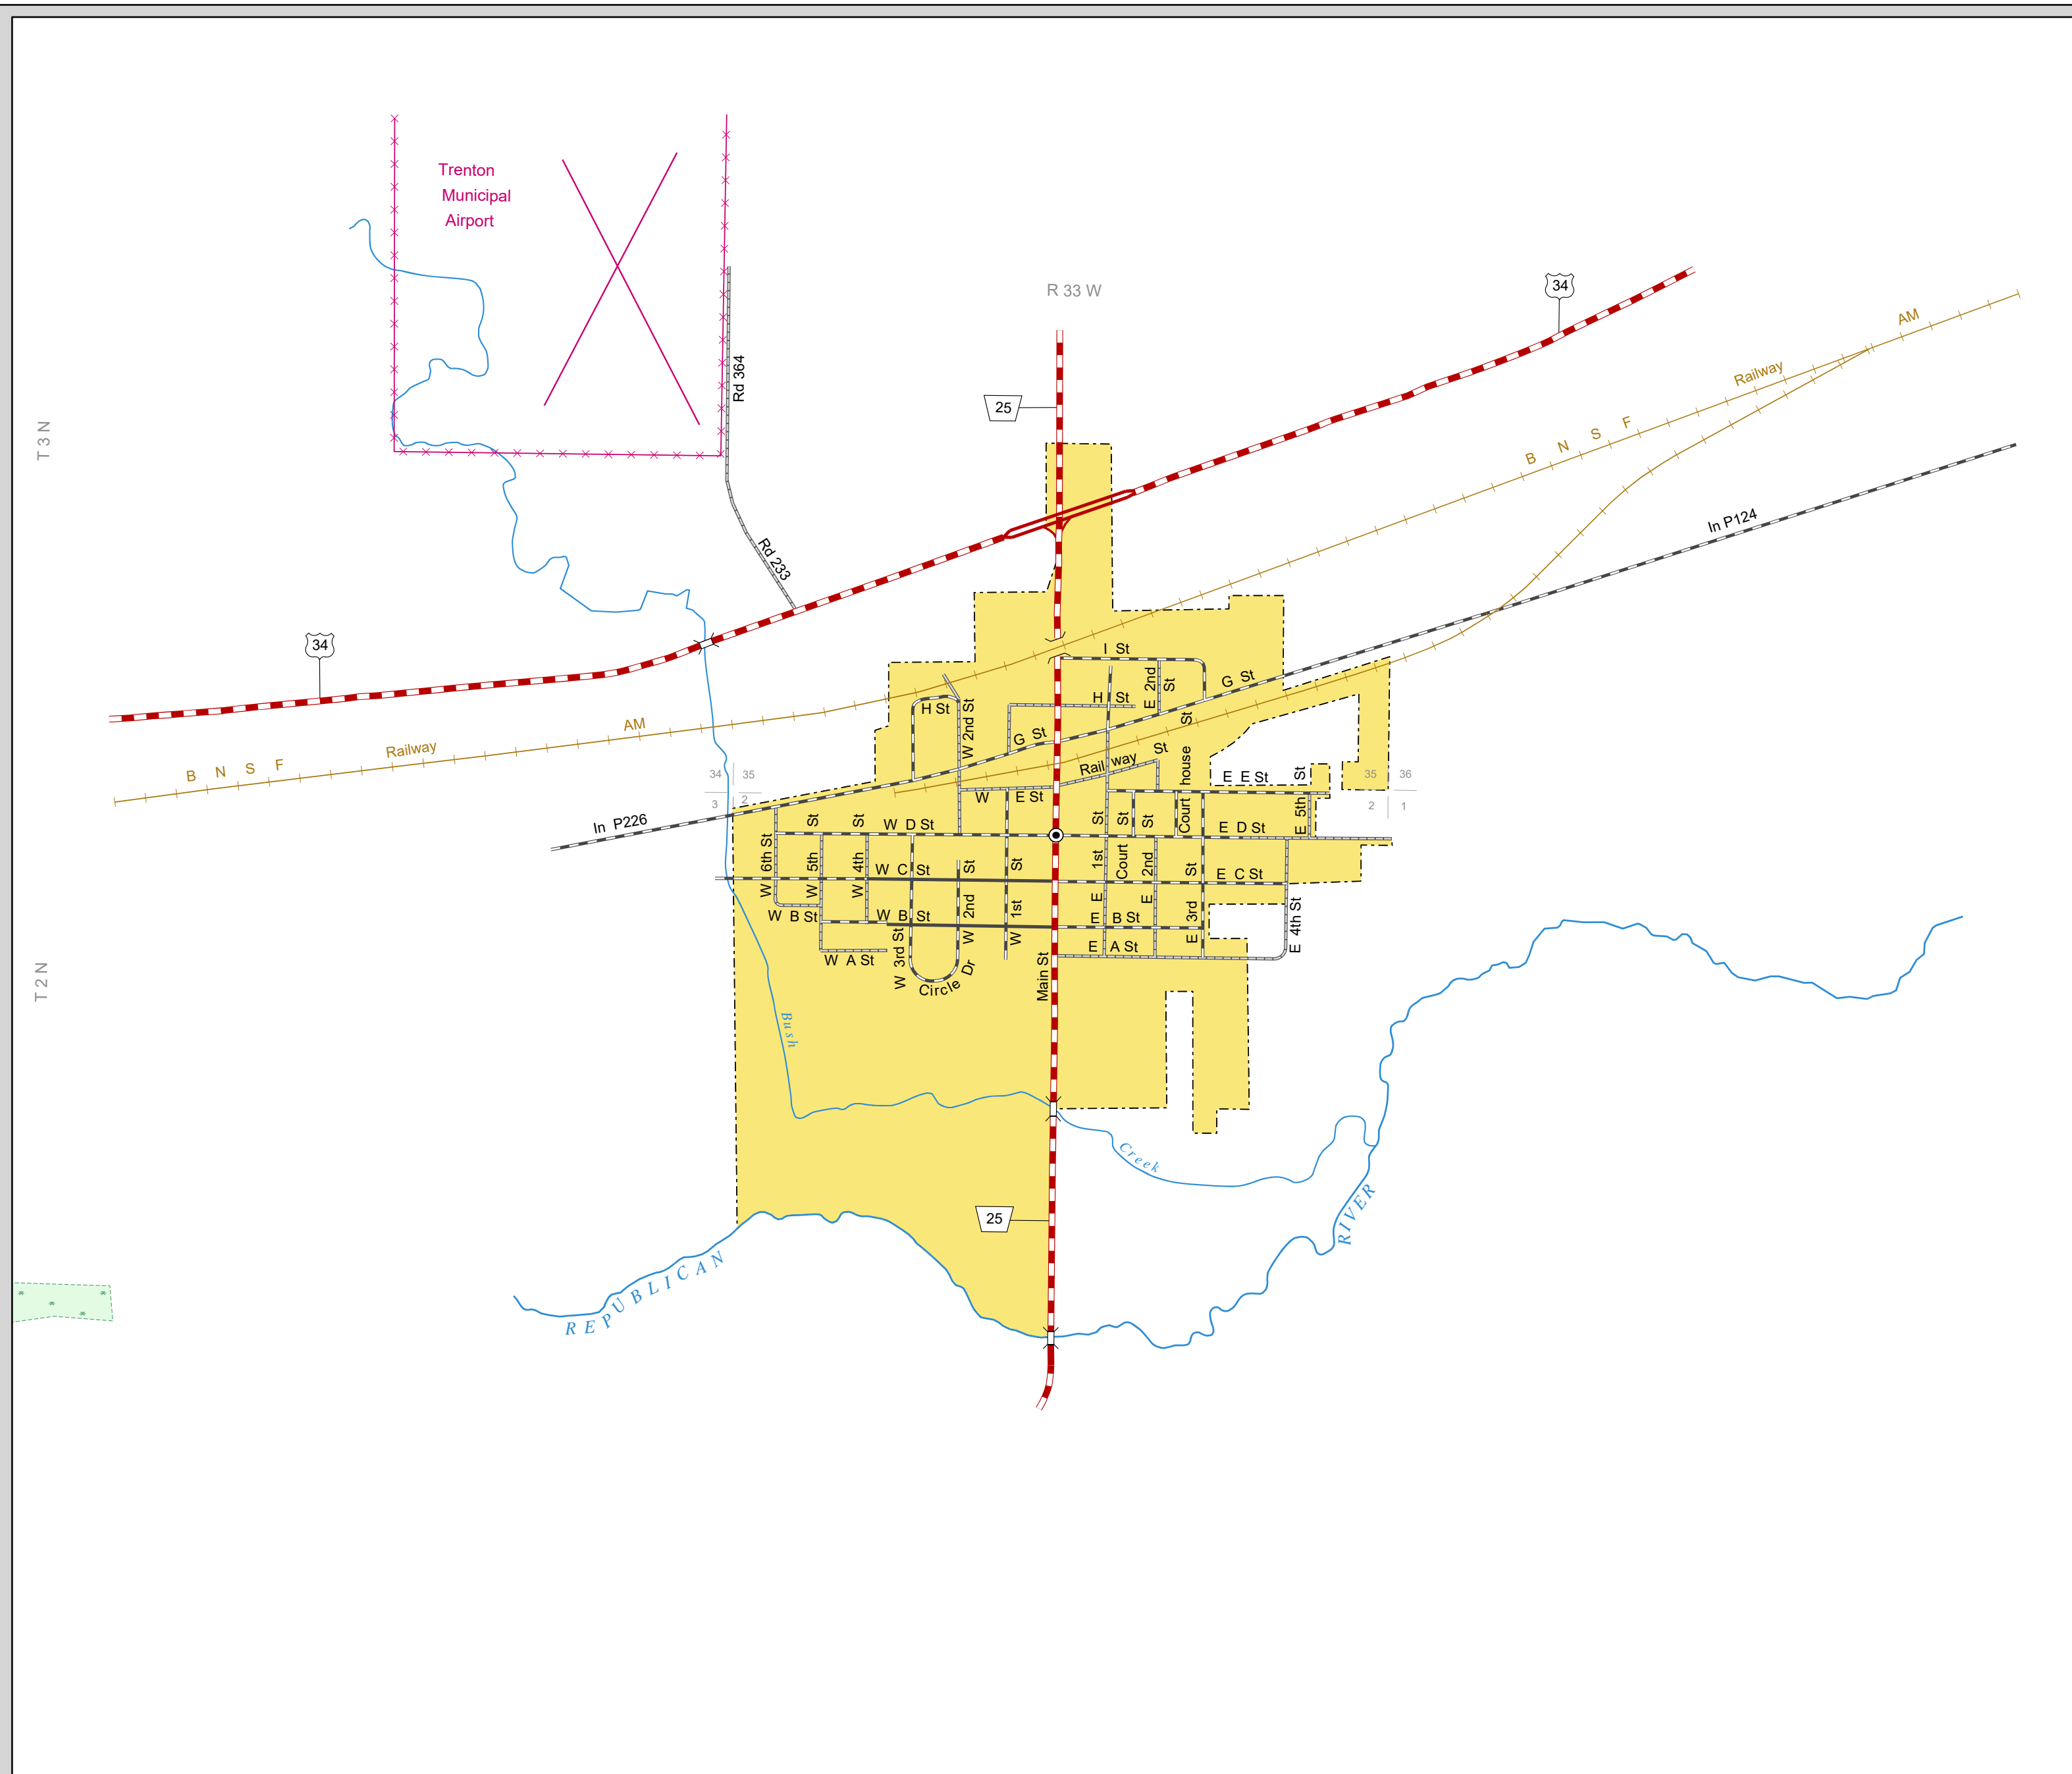 Trenton
Municipal
Airport
R 33 W
34
25
AM
Railway
B N S F
Rd 364
T 3 N
In P124
Rd 233
34
I St
E 2nd St
G St
St
H St
H St
W 2nd St
G St
AM
Railway
B N S F
Railway St
Court house
E E St
E 5th St
34 35
3 2
35 36
2 1
W E St
In P226
W D St
E D St
W 6th St
W 5th St
W 4th St
W C St
W 2nd St
W 1st St
E 1st St
Court St
E 2nd St
E 3rd St
E C St
W B St
W B St
E B St
E 4th St
W A St
W 3rd St
Circle Dr
E A St
Main St
T 2 N
Bush
Creek
25
REPUBLICAN
RIVER